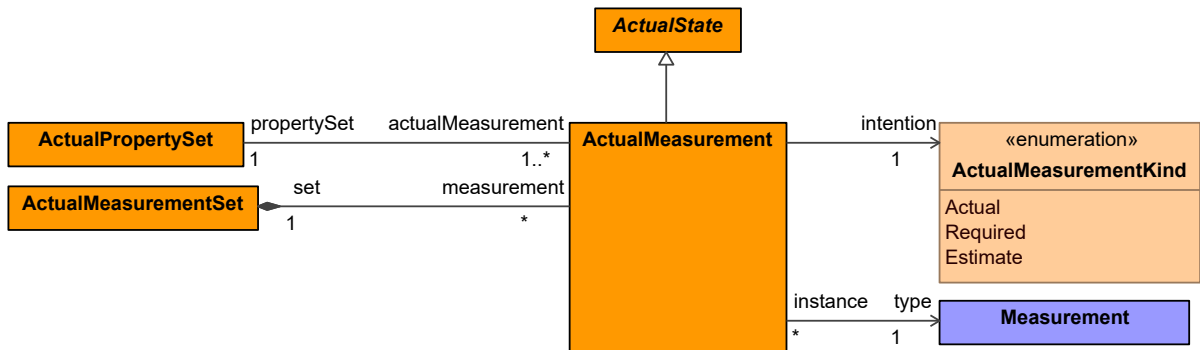 ActualState
propertySet actualMeasurement
intention
ActualPropertySet
ActualMeasurement
«enumeration»
1 1..*
1
ActualMeasurementKind
ActualMeasurementSet
set measurement
1 *
Actual
Required
Estimate
instance type
Measurement
* 1